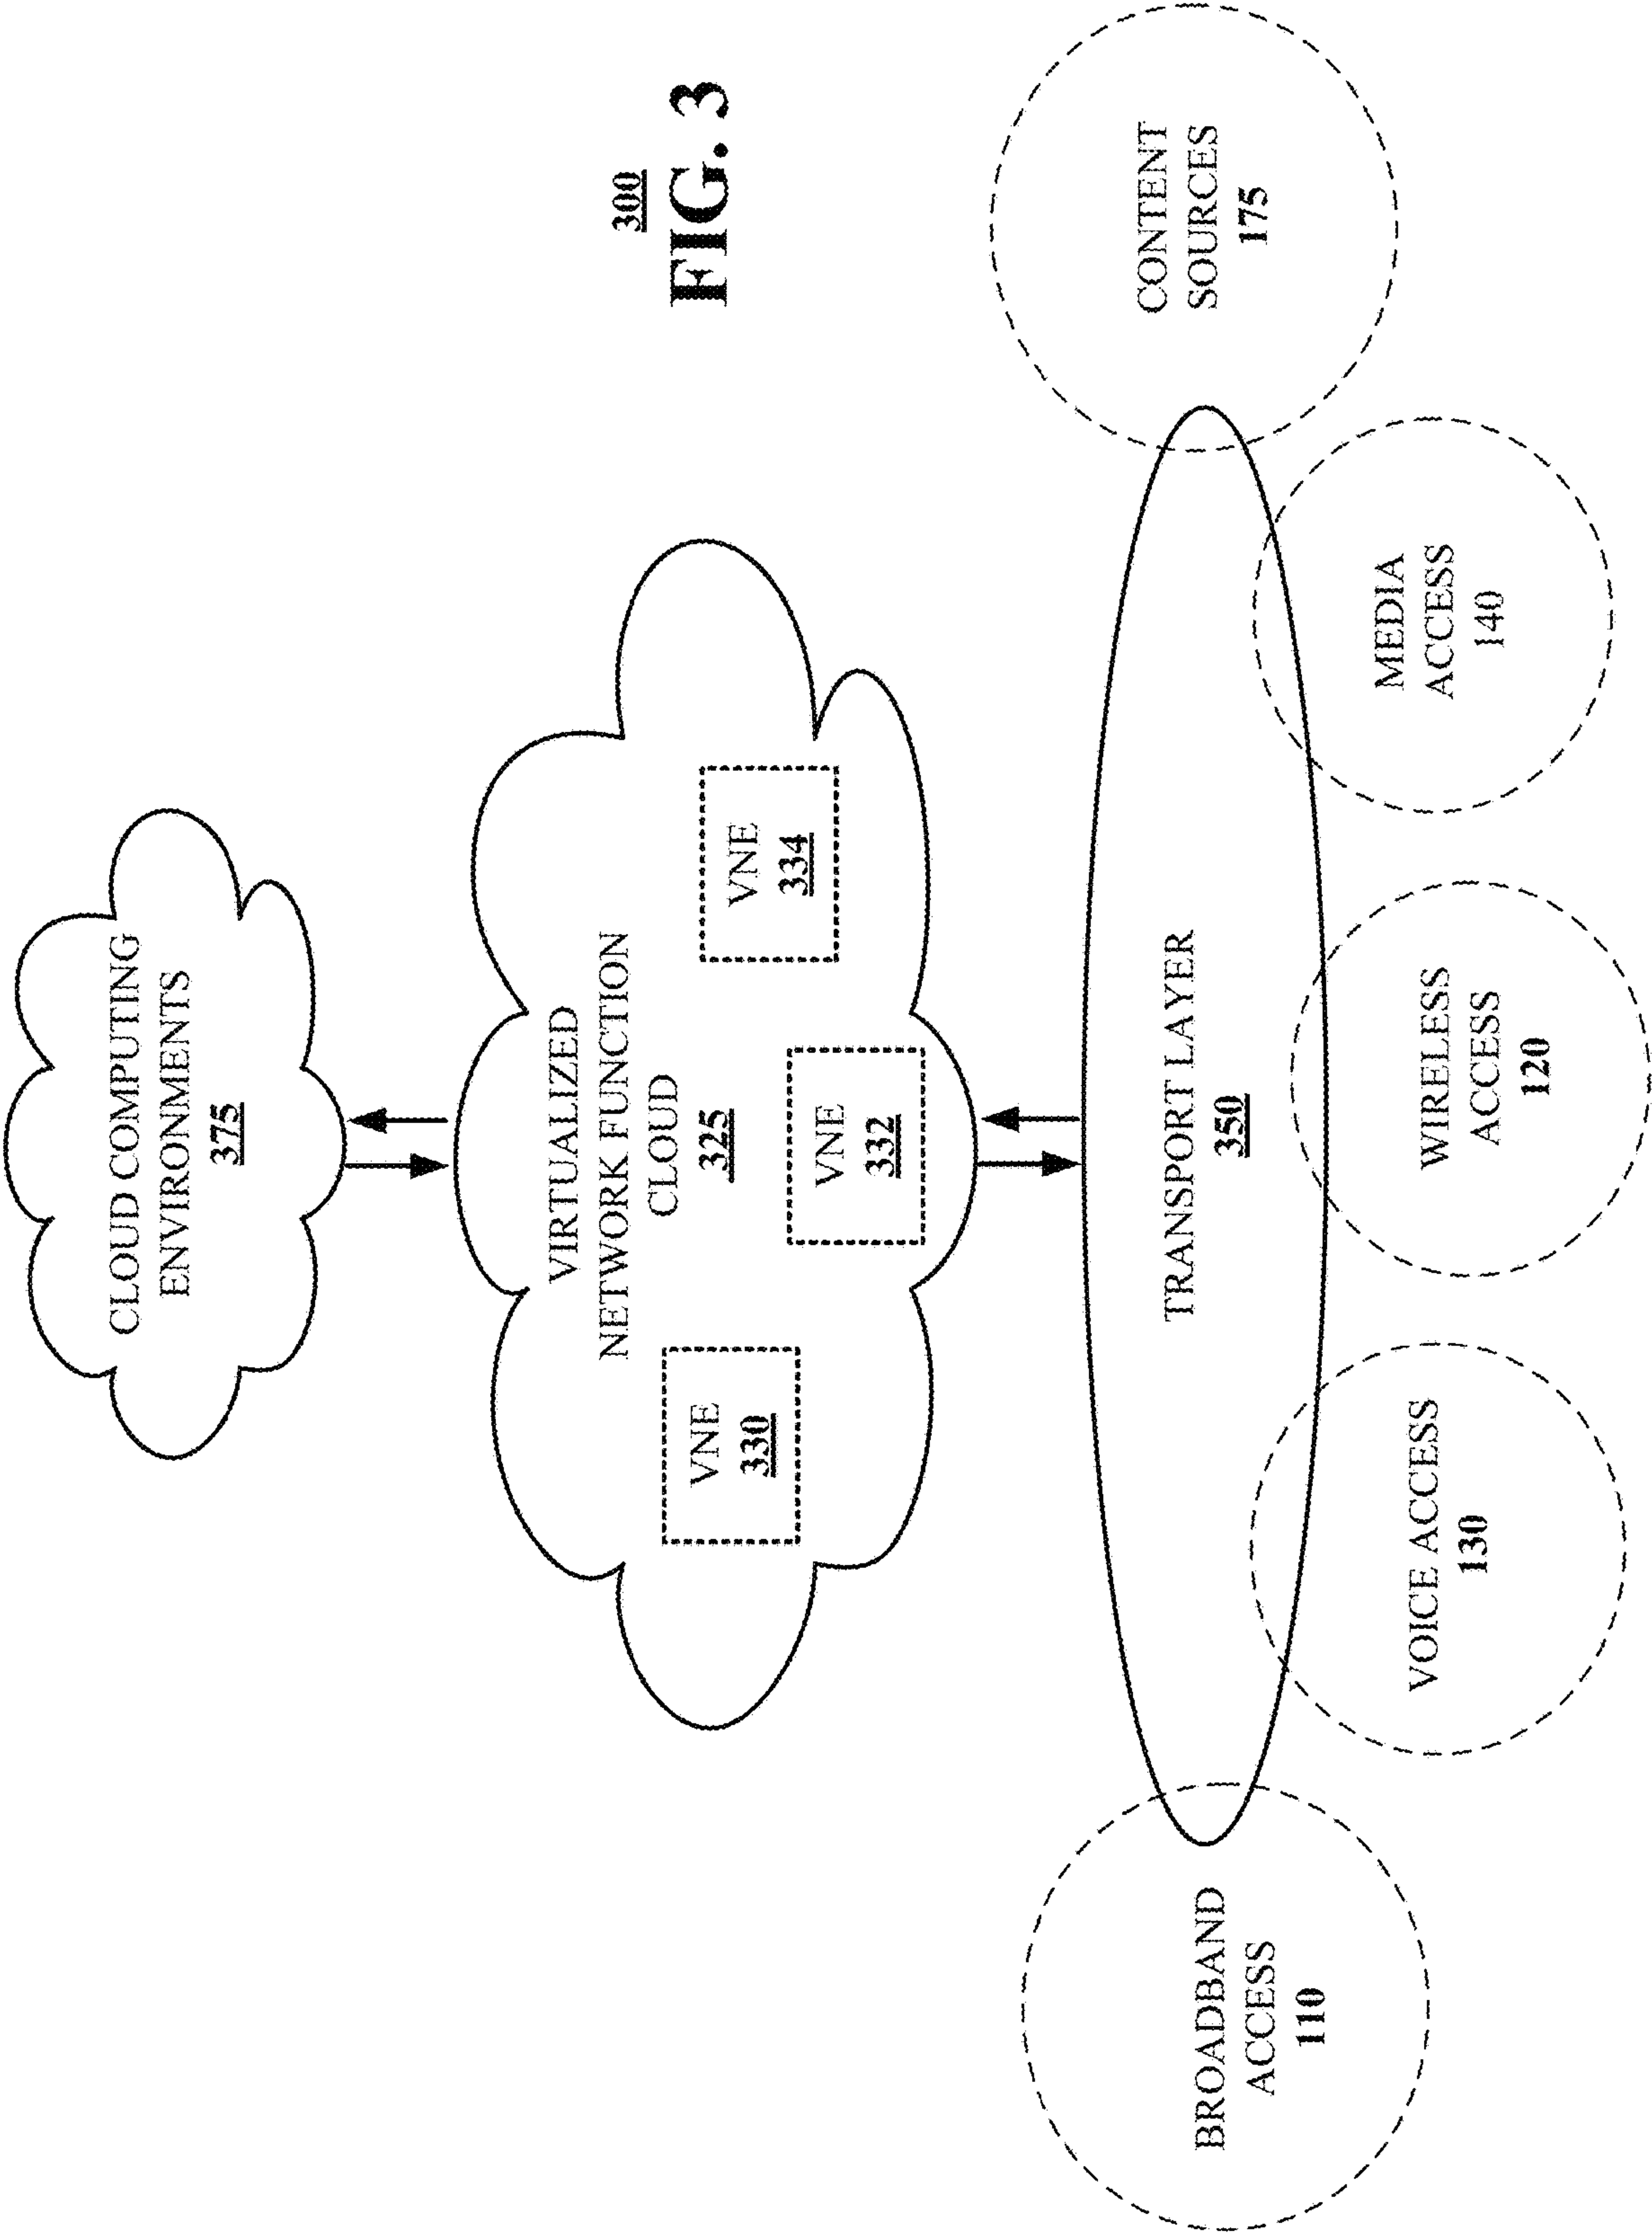 CLOUD COMPUTING
ENVIRONMENTS
375
VIRTUALIZED
NETWORK FUNCTION
CLOUD
325
VNE
330
VNE
332
VNE
334
300
FIG. 3
TRANSPORT LAYER
350
BROADBAND
ACCESS
110
VOICE ACCESS
130
WIRELESS
ACCESS
120
MEDIA
ACCESS
140
CONTENT
SOURCES
175